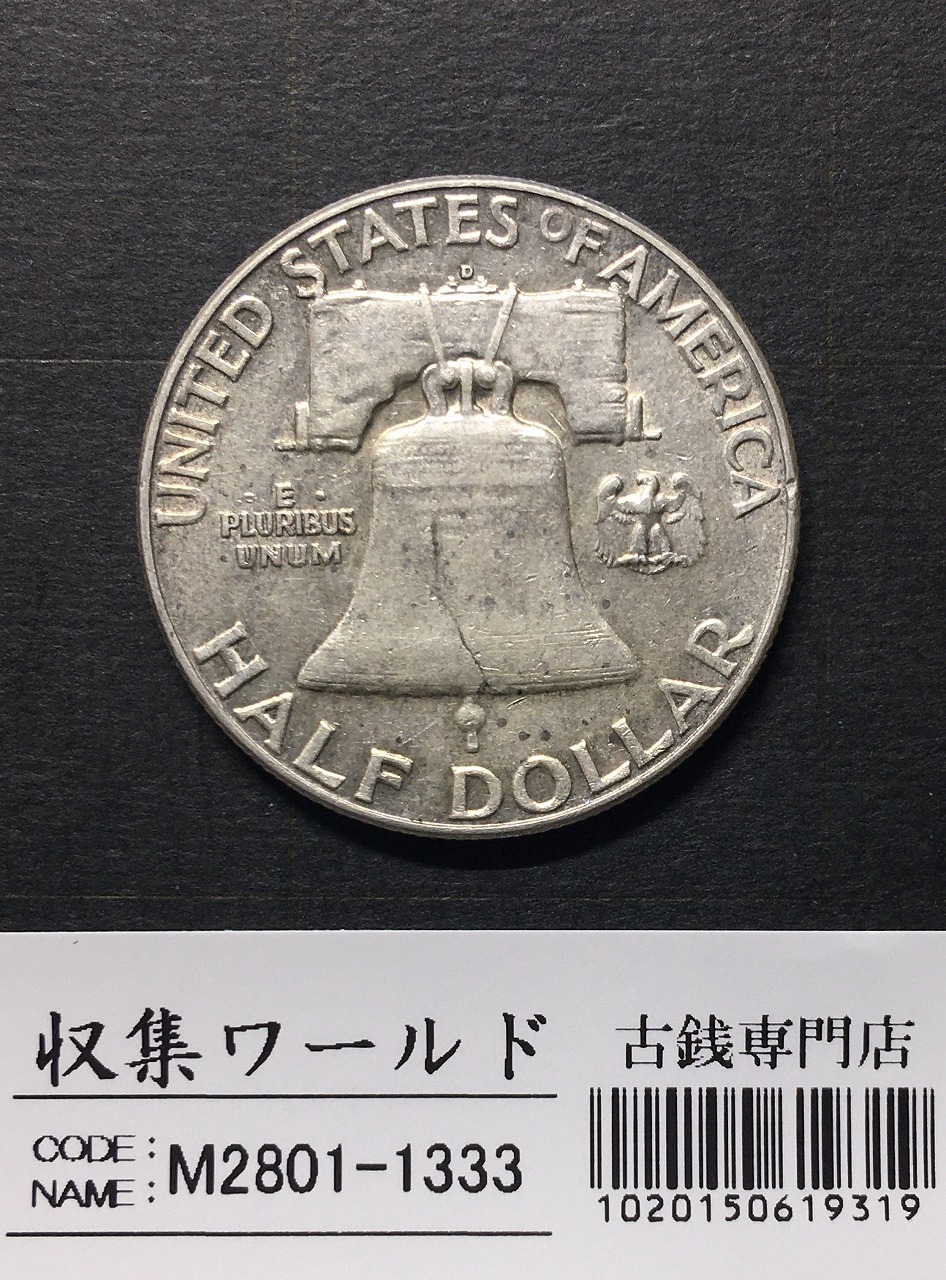 UNITED STATES OF AMERICA
D
· E ·
PLURIBUS
UNUM
HALF DOLLAR
収集ワールド
古銭専門店
CODE:
NAME: M2801-1333
1020150619319